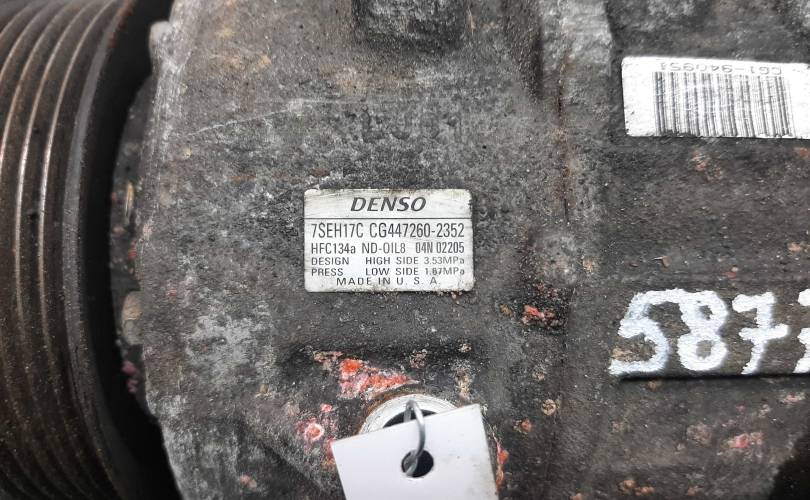 DENSO
7SEH17C CG447260-2352
HFC134a ND-OIL8 04N 02205
DESIGN HIGH SIDE 3.53MPa
PRESS LOW SIDE 1.87MPa
MADE IN U.S.A.
587